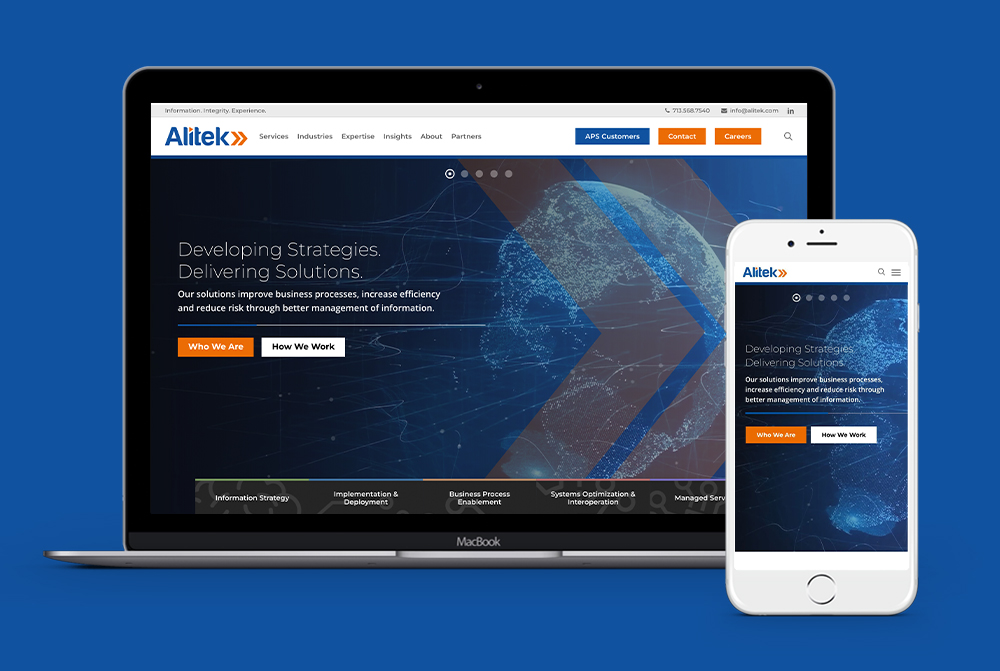 Information. Integrity. Experience.
713.568.7540
info@alitek.com
in
Alitek
Services
Industries
Expertise
Insights
About
Partners
APS Customers
Contact
Careers
Developing Strategies.
Delivering Solutions.
Our solutions improve business processes, increase efficiency
and reduce risk through better management of information.
Who We Are
How We Work
Information Strategy
Implementation &
Deployment
Business Process
Enablement
Systems Optimization &
Interoperation
Managed Serv
MacBook
Alitek
Developing Strategies.
Delivering Solutions.
Our solutions improve business processes,
increase efficiency and reduce risk through
better management of information.
Who We Are
How We Work